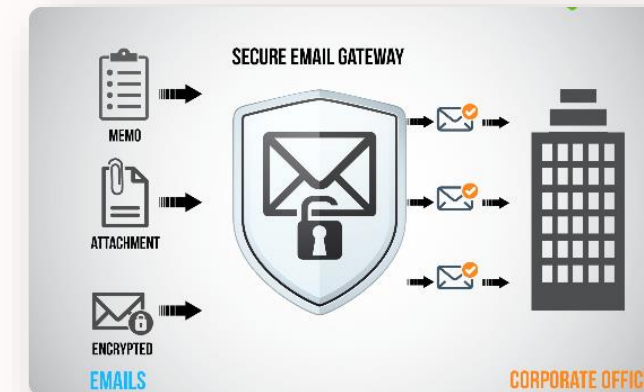 SECURE EMAIL GATEWAY
MEMO
ATTACHMENT
ENCRYPTED
EMAILS
CORPORATE OFFIC